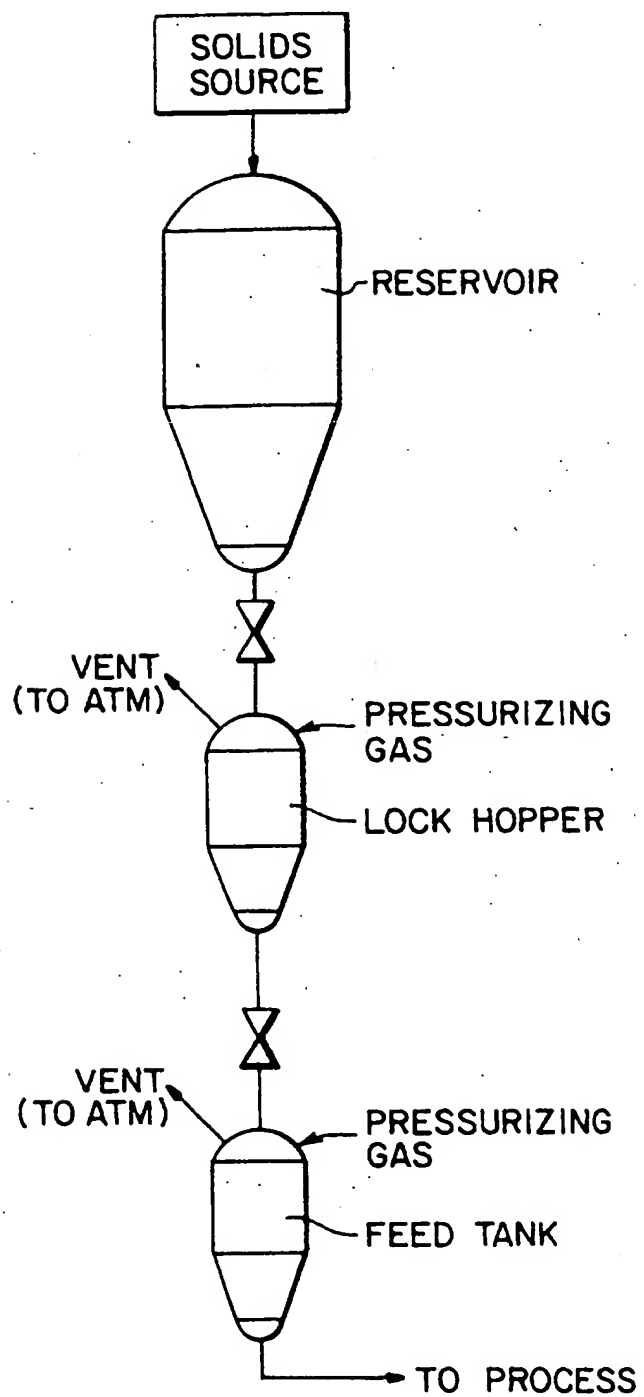 SOLIDS
SOURCE
RESERVOIR
VENT
(TO ATM)
PRESSURIZING
GAS
LOCK HOPPER
VENT
(TO ATM)
PRESSURIZING
GAS
FEED TANK
TO PROCESS